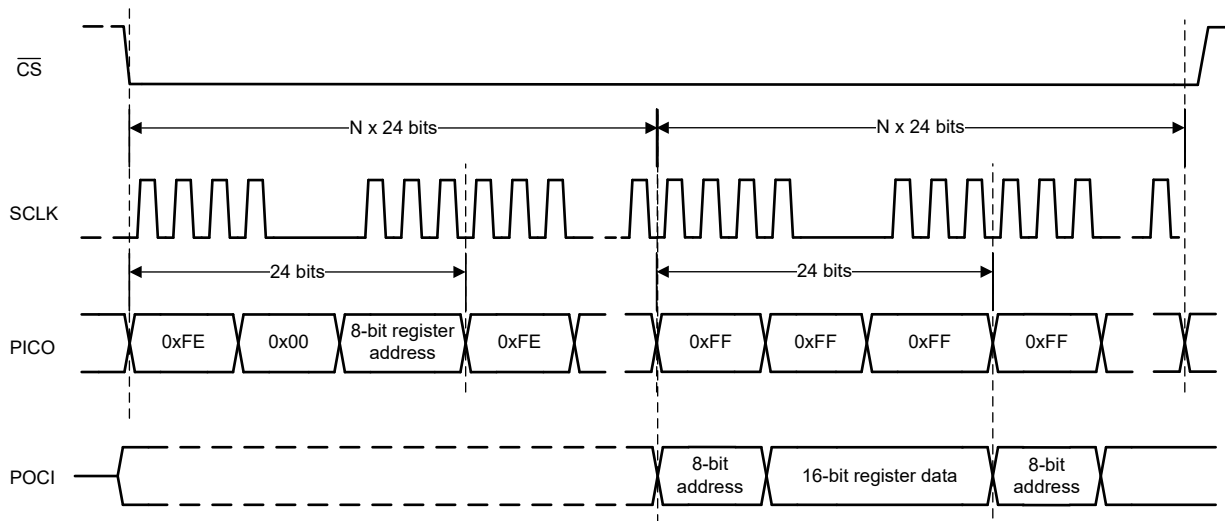 CS
N x 24 bits
N x 24 bits
SCLK
24 bits
24 bits
PICO
0xFE
0x00
8-bit register
address
0xFE
0xFF
0xFF
0xFF
0xFF
POCI
8-bit
address
16-bit register data
8-bit
address